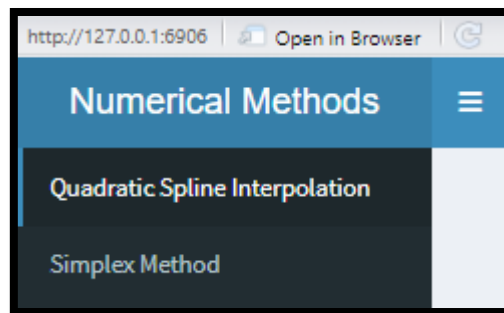 http://127.0.0.1:6906 Open in Browser
Numerical Methods
Quadratic Spline Interpolation
Simplex Method